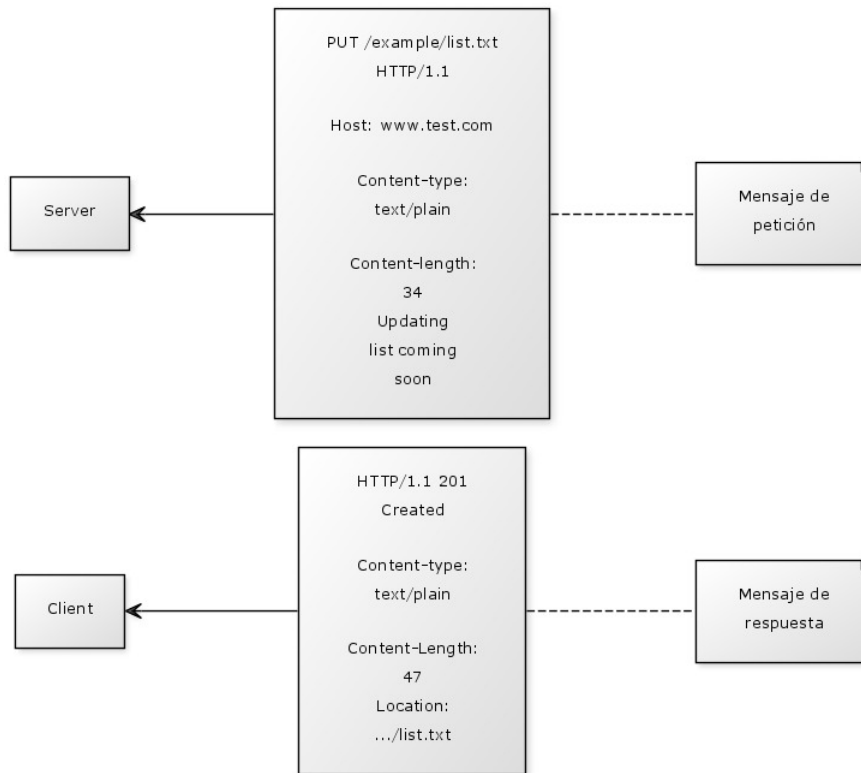 PUT /example/list.txt
HTTP/1.1
Host: www.test.com
Content-type:
text/plain
Content-length:
34
Updating
list coming
soon
Server
Mensaje de
petición
HTTP/1.1 201
Created
Content-type:
text/plain
Content-Length:
47
Location:
.../list.txt
Client
Mensaje de
respuesta